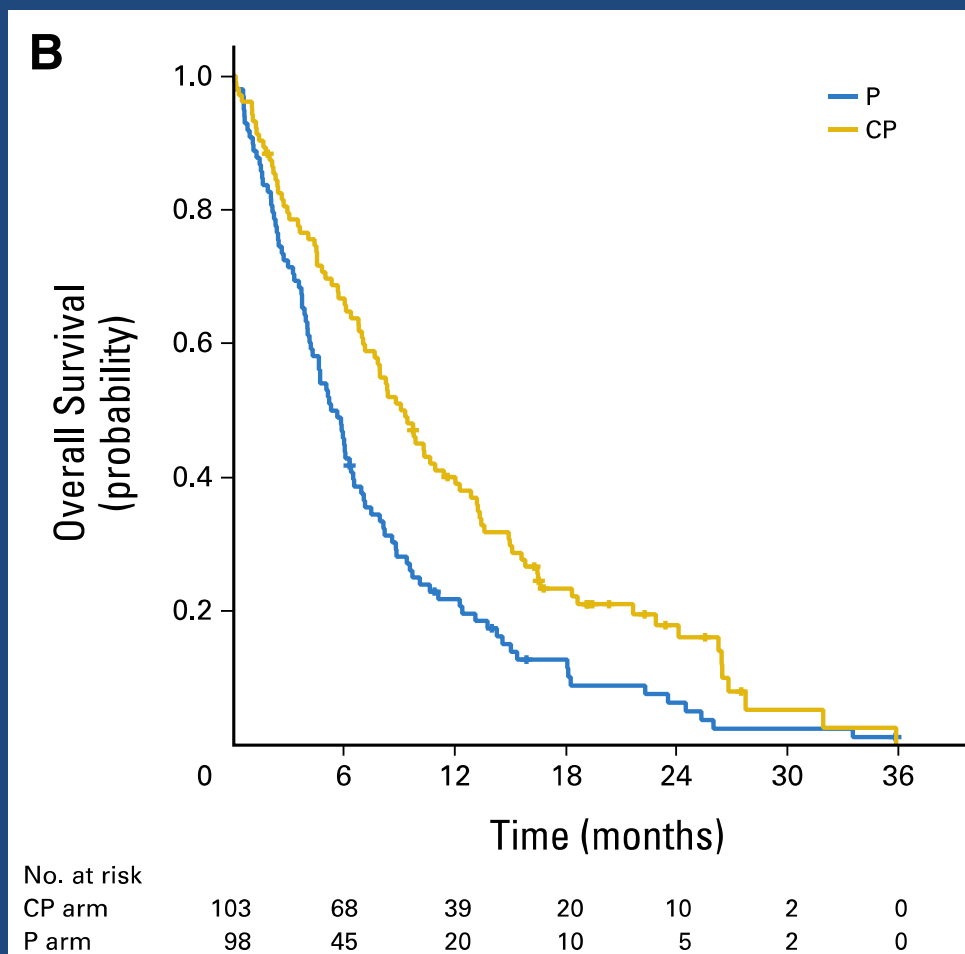 B
P
CP
1.0
0.8
0.6
0.4
0.2
Overall Survival
(probability)
0 6 12 18 24 30 36
Time (months)
No. at risk
CP arm 103 68 39 20 10 2 0
P arm 98 45 20 10 5 2 0